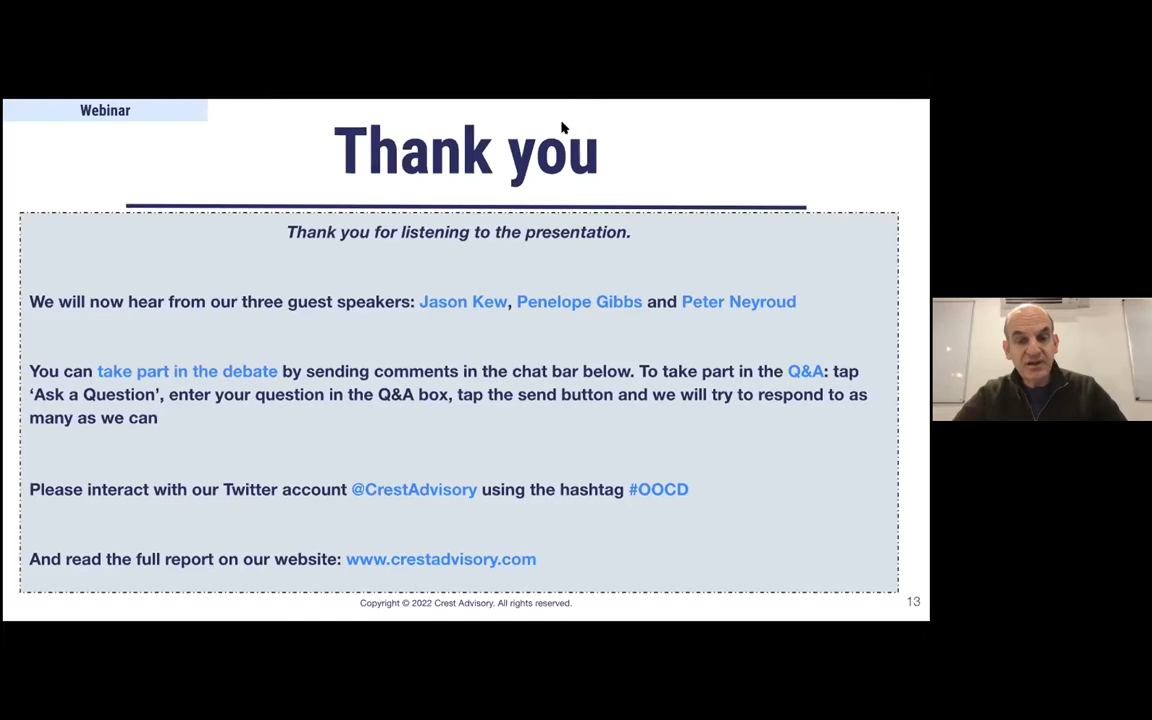 Webinar
Thank you
Thank you for listening to the presentation.
We will now hear from our three guest speakers: Jason Kew, Penelope Gibbs and Peter Neyroud
You can take part in the debate by sending comments in the chat bar below. To take part in the Q&A: tap
‘Ask a Question’, enter your question in the Q&A box, tap the send button and we will try to respond to as
many as we can
Please interact with our Twitter account @CrestAdvisory using the hashtag #OOCD
And read the full report on our website: www.crestadvisory.com
Copyright © 2022 Crest Advisory. All rights reserved.
13